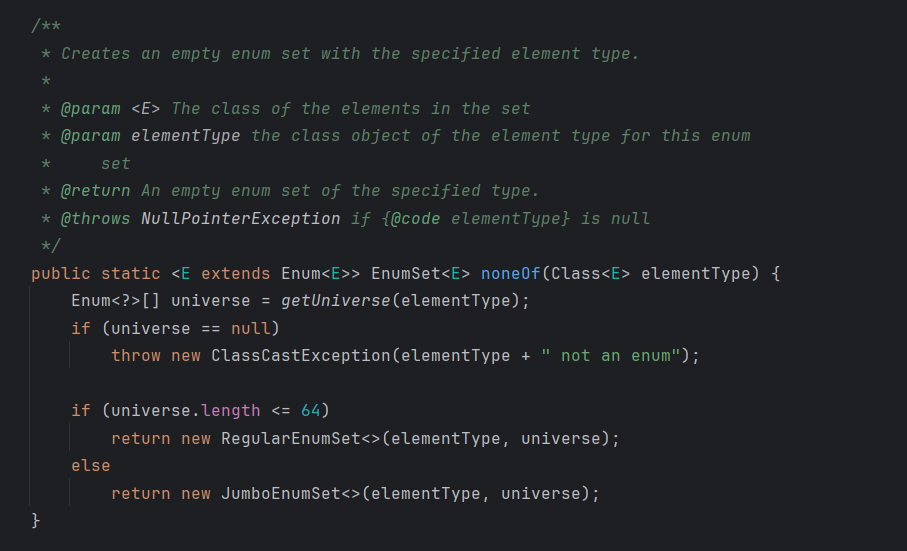 /**
 * Creates an empty enum set with the specified element type.
 *
 * @param <E> The class of the elements in the set
 * @param elementType the class object of the element type for this enum
 *     set
 * @return An empty enum set of the specified type.
 * @throws NullPointerException if {@code elementType} is null
 */
public static <E extends Enum<E>> EnumSet<E> noneOf(Class<E> elementType) {
    Enum<?>[] universe = getUniverse(elementType);
    if (universe == null)
        throw new ClassCastException(elementType + " not an enum");

    if (universe.length <= 64)
        return new RegularEnumSet<>(elementType, universe);
    else
        return new JumboEnumSet<>(elementType, universe);
}